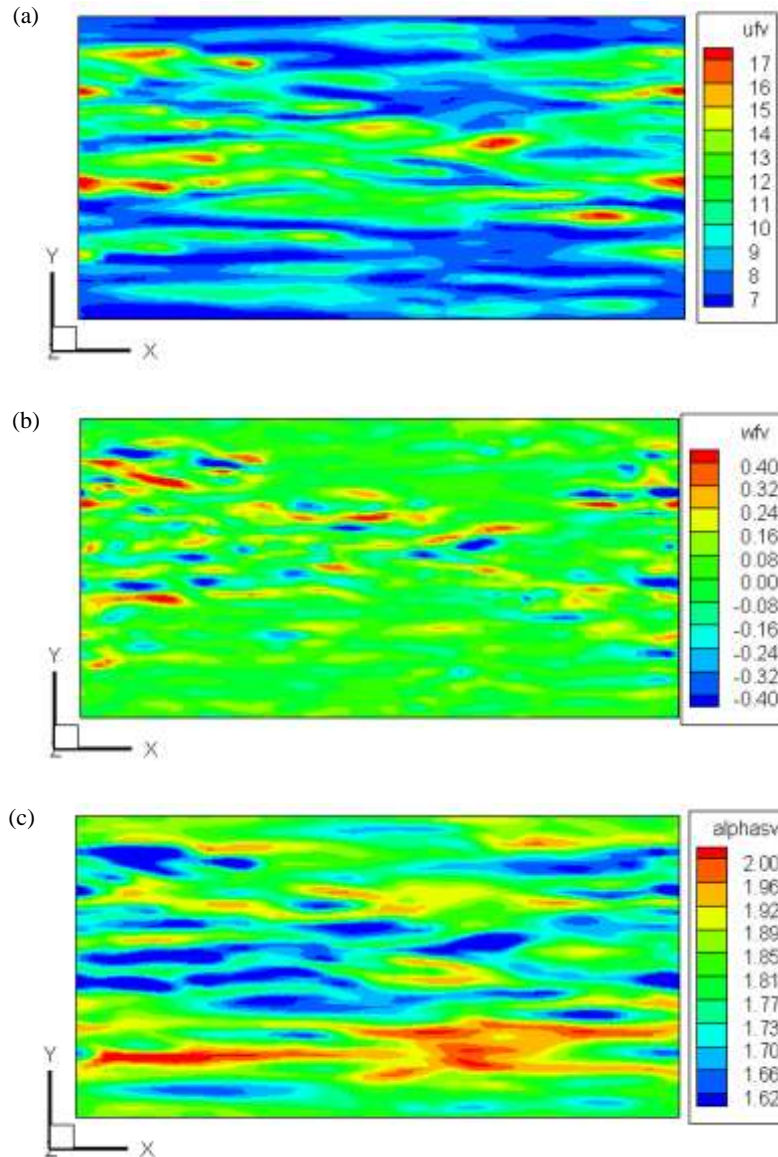 (a)
ufv
17
16
15
14
13
12
11
10
9
8
7
Y
Z
X
(b)
wfv
0.40
0.32
0.24
0.16
0.08
0.00
-0.08
-0.16
-0.24
-0.32
-0.40
Y
Z
X
(c)
alphasv
2.00
1.96
1.92
1.89
1.85
1.81
1.77
1.73
1.70
1.66
1.62
Y
Z
X